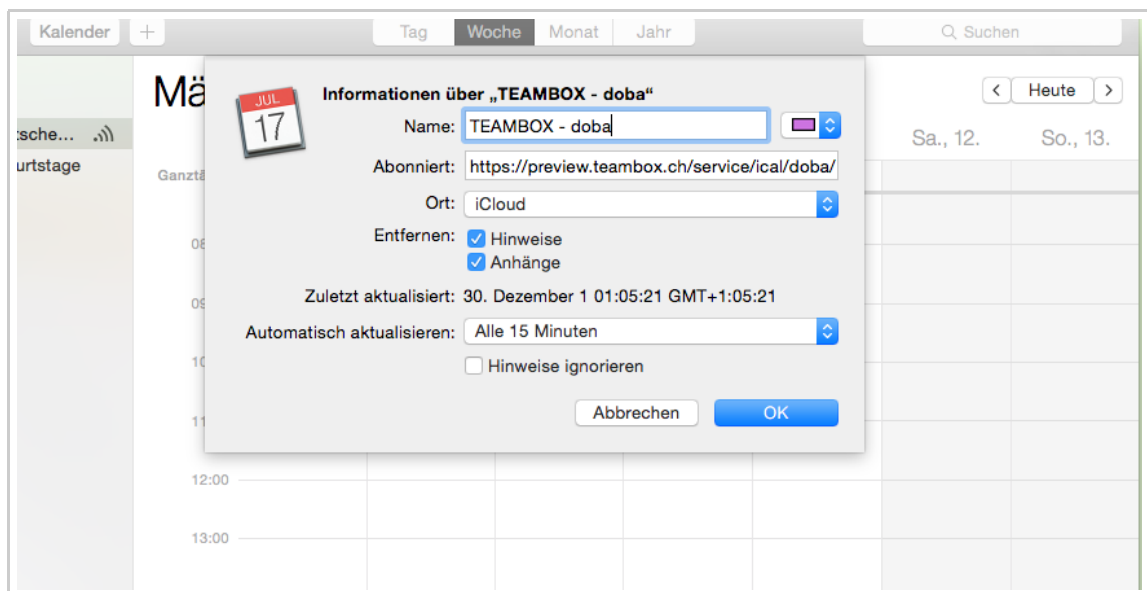 Kalender +
Tag Woche Monat Jahr
Suchen
Mä
Heute
Sa., 12. So., 13.
tsche...
urtstage
Ganztä
JUL
17
Informationen über „TEAMBOX - doba“
Name: TEAMBOX - doba
Abonniert: https://preview.teambox.ch/service/ical/doba/
Ort: iCloud
Entfernen: Hinweise
Anhänge
Zuletzt aktualisiert: 30. Dezember 1 01:05:21 GMT+1:05:21
Automatisch aktualisieren: Alle 15 Minuten
Hinweise ignorieren
Abbrechen OK
08
09
10
11
12:00
13:00